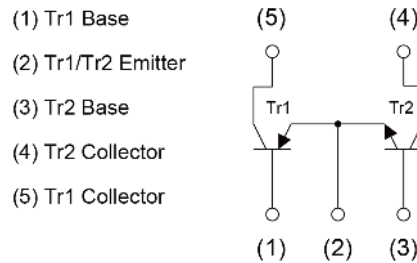 (1) Tr1 Base
(2) Tr1/Tr2 Emitter
(3) Tr2 Base
(4) Tr2 Collector
(5) Tr1 Collector
(5) (4)
Tr1 Tr2
(1) (2) (3)